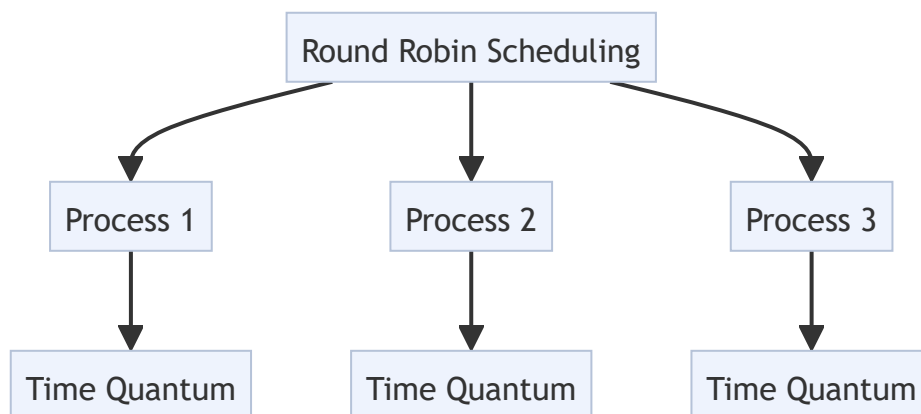 Round Robin Scheduling
Process 1
Process 2
Process 3
Time Quantum
Time Quantum
Time Quantum